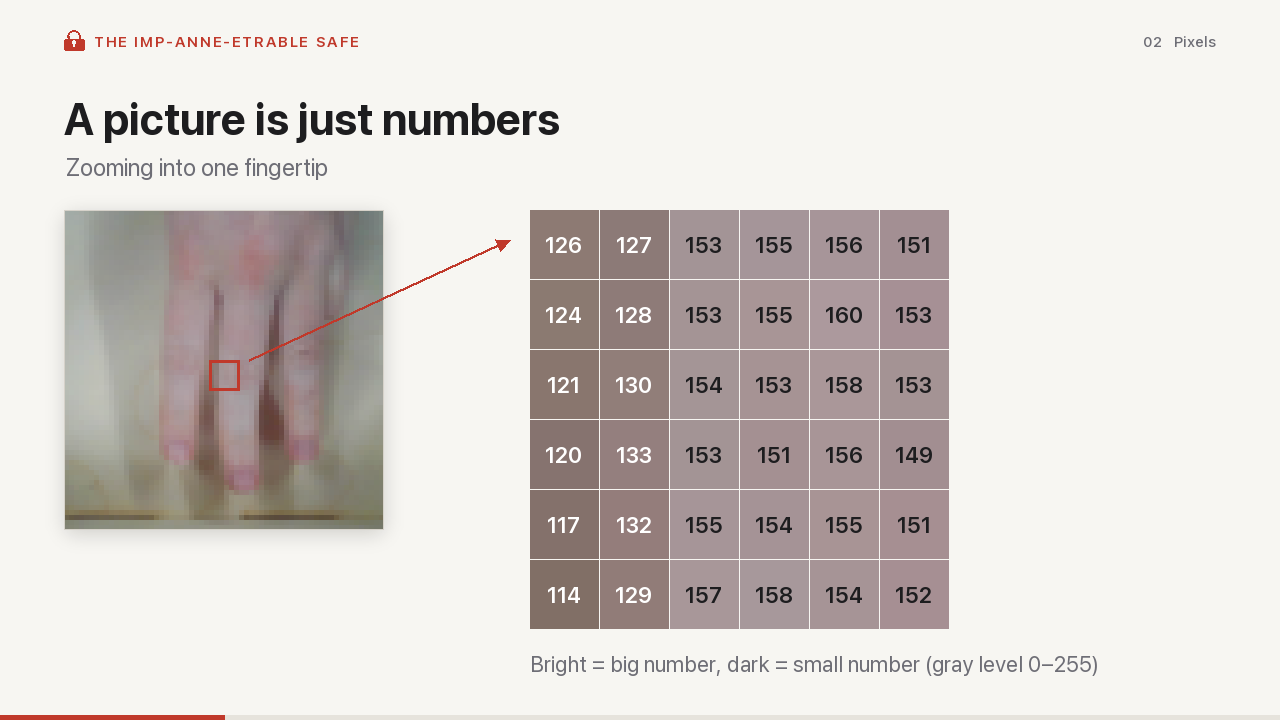 THE IMP-ANNE-ETRABLE SAFE
02 Pixels
A picture is just numbers
Zooming into one fingertip
126 127 153 155 156 151
124 128 153 155 160 153
121 130 154 153 158 153
120 133 153 151 156 149
117 132 155 154 155 151
114 129 157 158 154 152
Bright = big number, dark = small number (gray level 0–255)